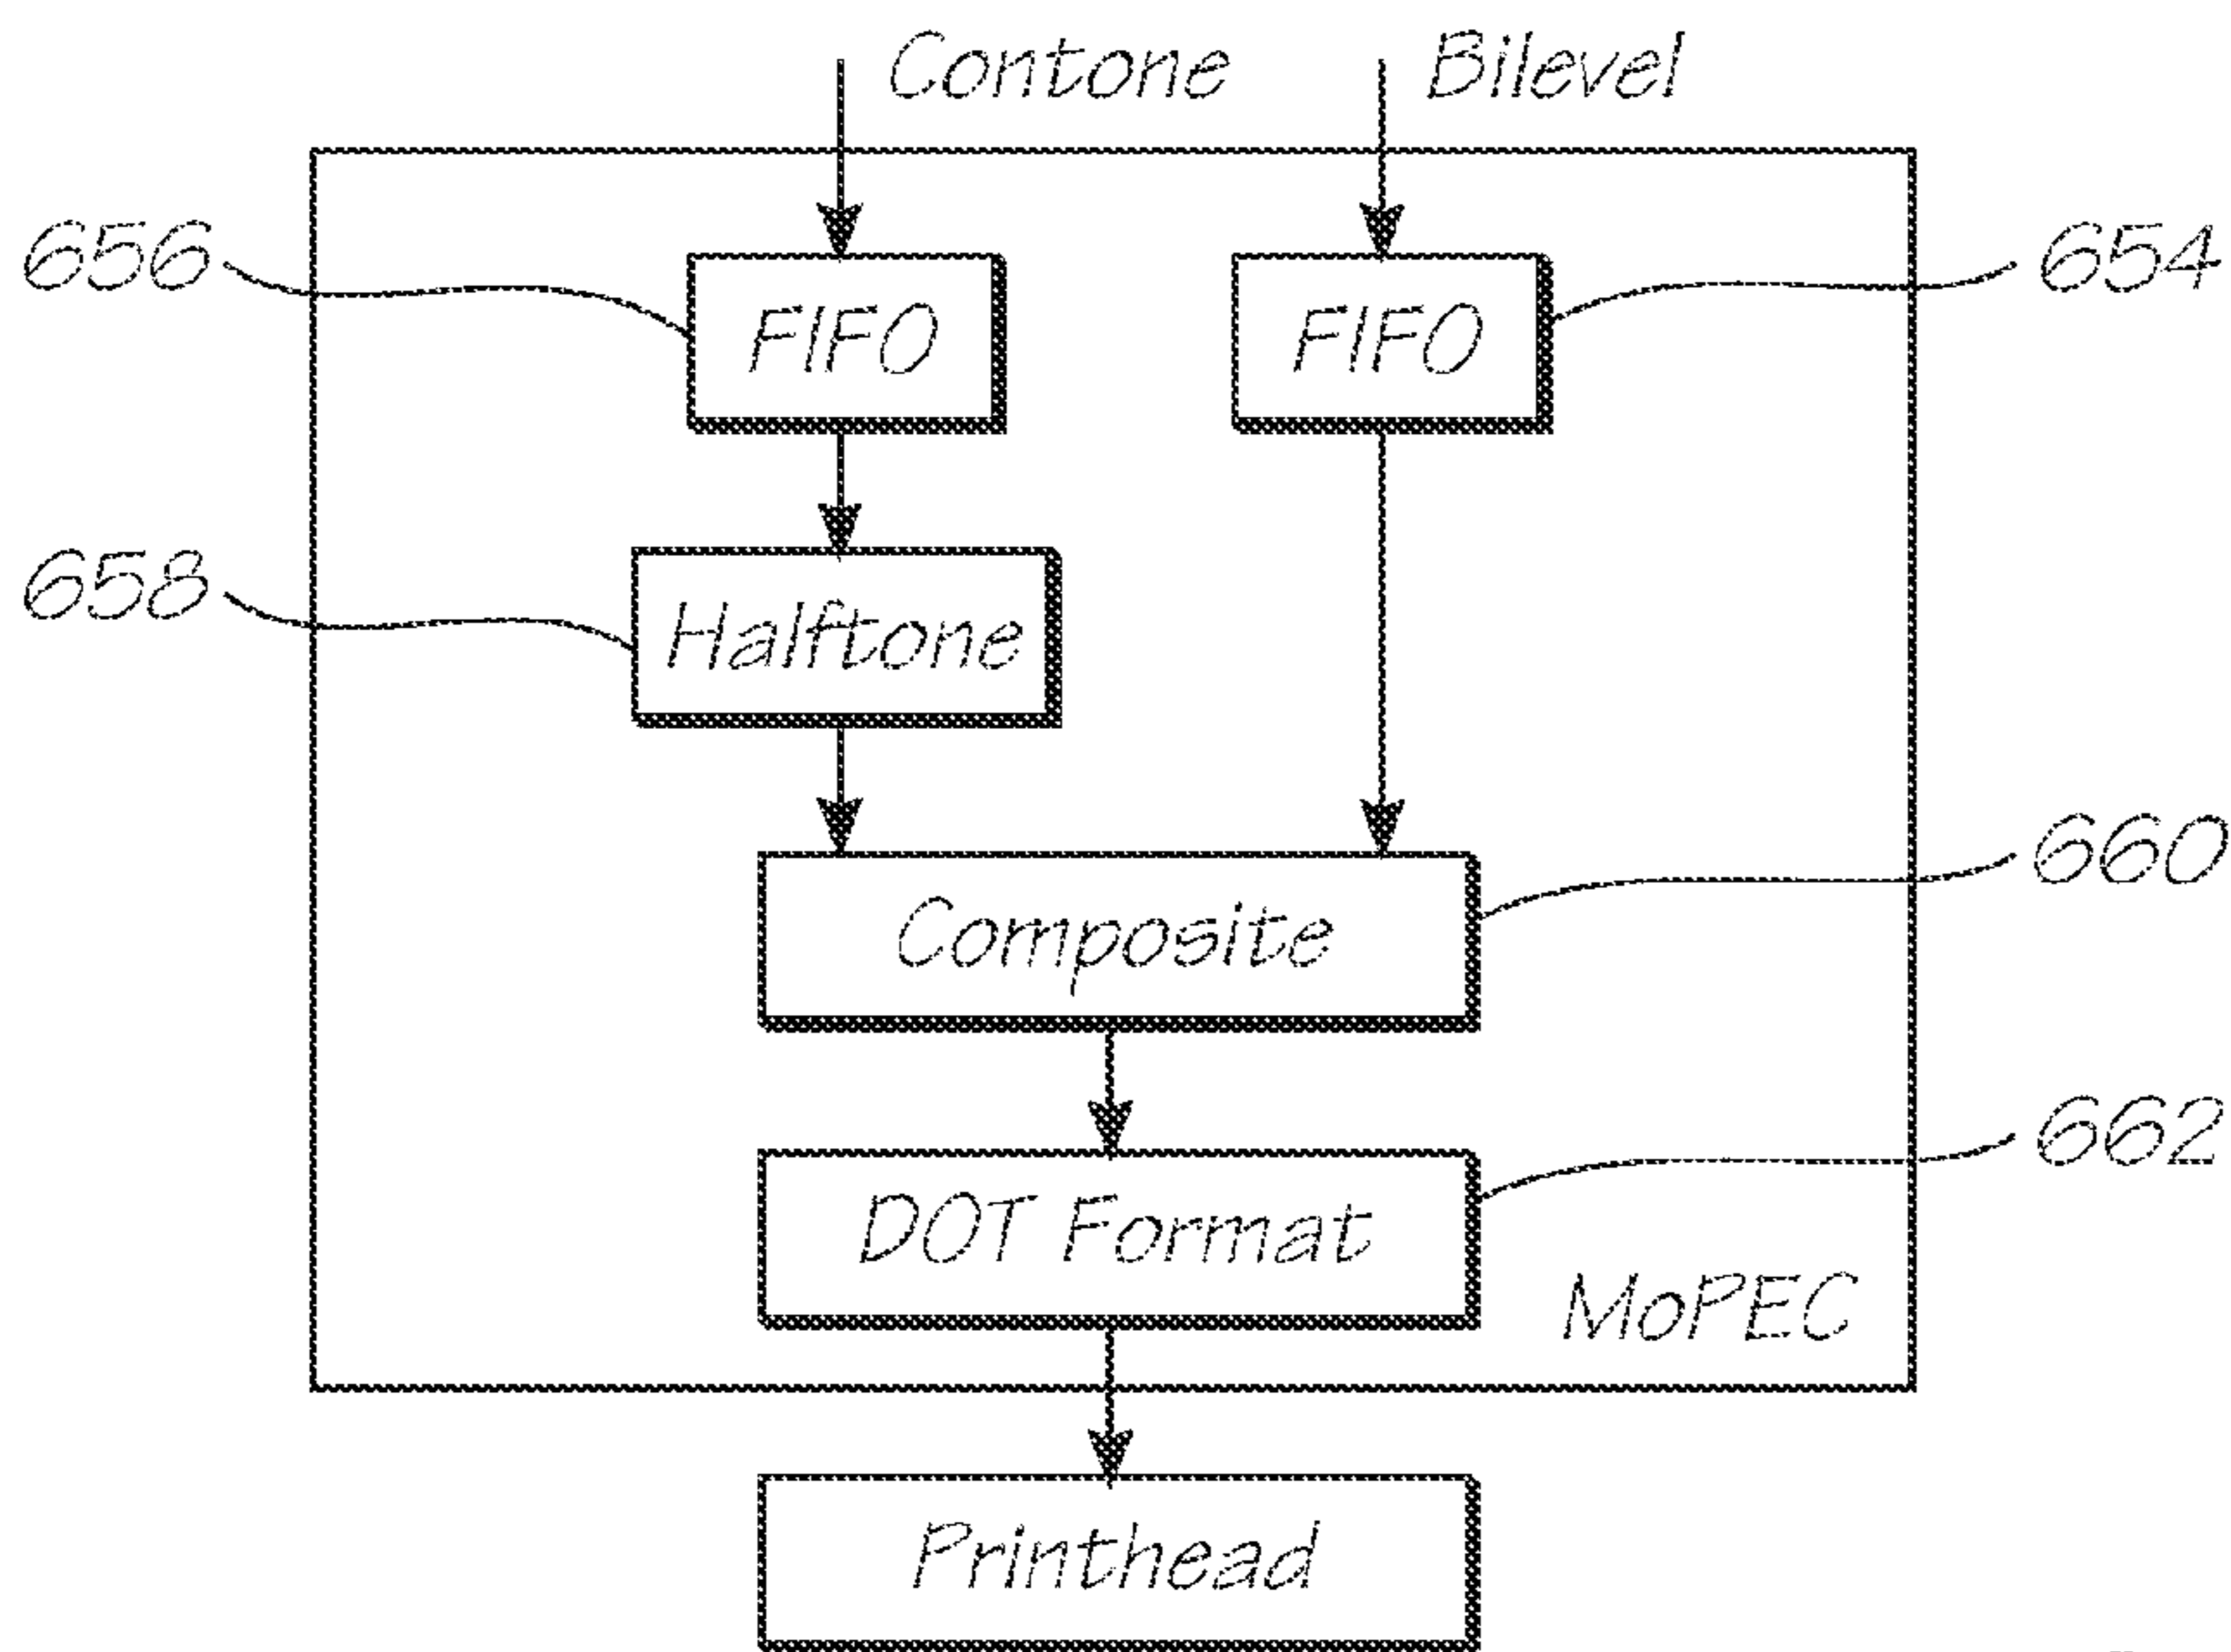 Contone Bilevel
656 FIFO FIFO 654
658 Halftone
Composite 660
DOT Format 662
MoPEC
Printhead